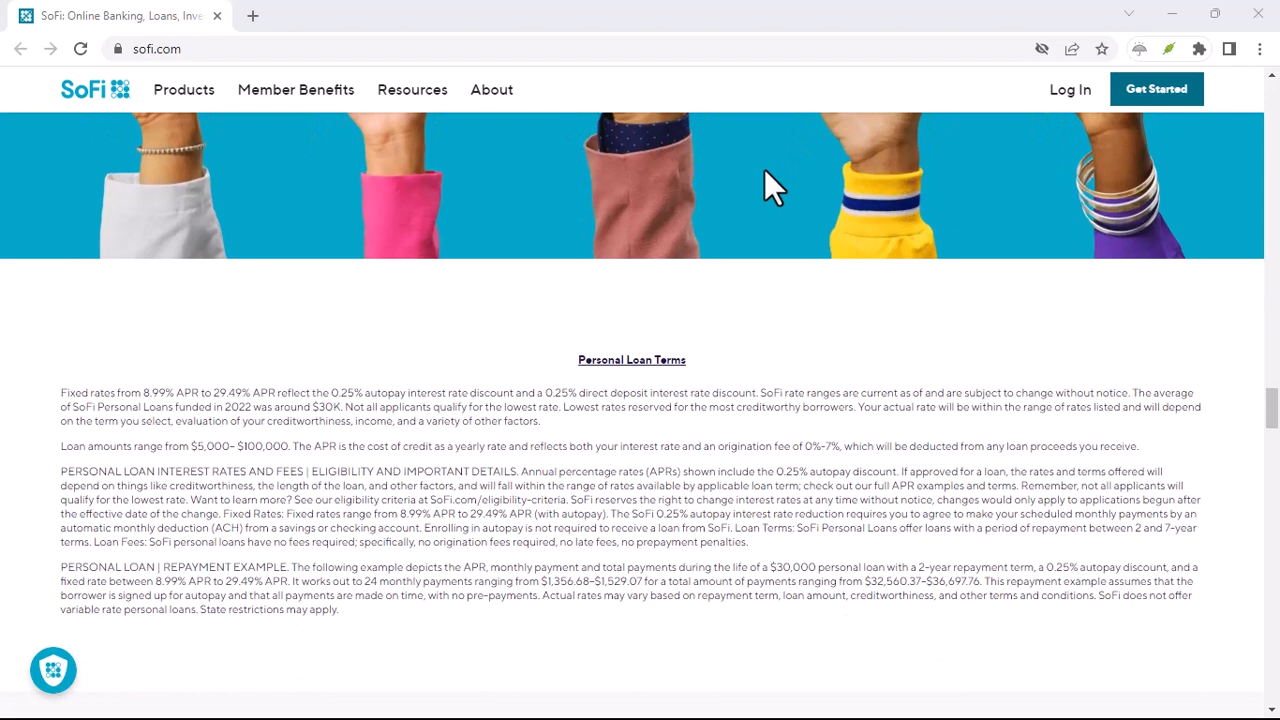 SoFi: Online Banking, Loans, Inve
sofi.com
SoFi
Products
Member Benefits
Resources
About
Log In
Get Started
Personal Loan Terms
Fixed rates from 8.99% APR to 29.49% APR reflect the 0.25% autopay interest rate discount and a 0.25% direct deposit interest rate discount. SoFi rate ranges are current as of and are subject to change without notice. The average
of SoFi Personal Loans funded in 2022 was around $30K. Not all applicants qualify for the lowest rate. Lowest rates reserved for the most creditworthy borrowers. Your actual rate will be within the range of rates listed and will depend
on the term you select, evaluation of your creditworthiness, income, and a variety of other factors.
Loan amounts range from $5,000– $100,000. The APR is the cost of credit as a yearly rate and reflects both your interest rate and an origination fee of 0%-7%, which will be deducted from any loan proceeds you receive.
PERSONAL LOAN INTEREST RATES AND FEES | ELIGIBILITY AND IMPORTANT DETAILS. Annual percentage rates (APRs) shown include the 0.25% autopay discount. If approved for a loan, the rates and terms offered will
depend on things like creditworthiness, the length of the loan, and other factors, and will fall within the range of rates available by applicable loan term; check out our full APR examples and terms. Remember, not all applicants will
qualify for the lowest rate. Want to learn more? See our eligibility criteria at SoFi.com/eligibility-criteria. SoFi reserves the right to change interest rates at any time without notice, changes would only apply to applications begun after
the effective date of the change. Fixed Rates: Fixed rates range from 8.99% APR to 29.49% APR (with autopay). The SoFi 0.25% autopay interest rate reduction requires you to agree to make your scheduled monthly payments by an
automatic monthly deduction (ACH) from a savings or checking account. Enrolling in autopay is not required to receive a loan from SoFi. Loan Terms: SoFi Personal Loans offer loans with a period of repayment between 2 and 7-year
terms. Loan Fees: SoFi personal loans have no fees required; specifically, no origination fees required, no late fees, no prepayment penalties.
PERSONAL LOAN | REPAYMENT EXAMPLE. The following example depicts the APR, monthly payment and total payments during the life of a $30,000 personal loan with a 2-year repayment term, a 0.25% autopay discount, and a
fixed rate between 8.99% APR to 29.49% APR. It works out to 24 monthly payments ranging from $1,356.68–$1,529.07 for a total amount of payments ranging from $32,560.37–$36,697.76. This repayment example assumes that the
borrower is signed up for autopay and that all payments are made on time, with no pre-payments. Actual rates may vary based on repayment term, loan amount, creditworthiness, and other terms and conditions. SoFi does not offer
variable rate personal loans. State restrictions may apply.